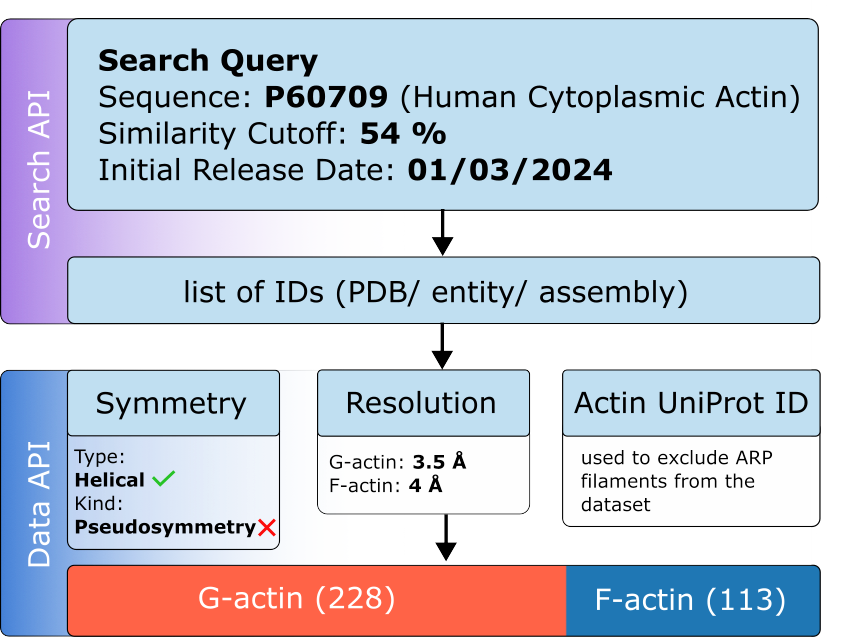 Search API
Search Query
Sequence: P60709 (Human Cytoplasmic Actin)
Similarity Cutoff: 54 %
Initial Release Date: 01/03/2024
list of IDs (PDB/ entity/ assembly)
Data API
Symmetry
Type:
Helical
Kind:
Pseudosymmetry
Resolution
G-actin: 3.5 Å
F-actin: 4 Å
Actin UniProt ID
used to exclude ARP
filaments from the
dataset
G-actin (228)
F-actin (113)